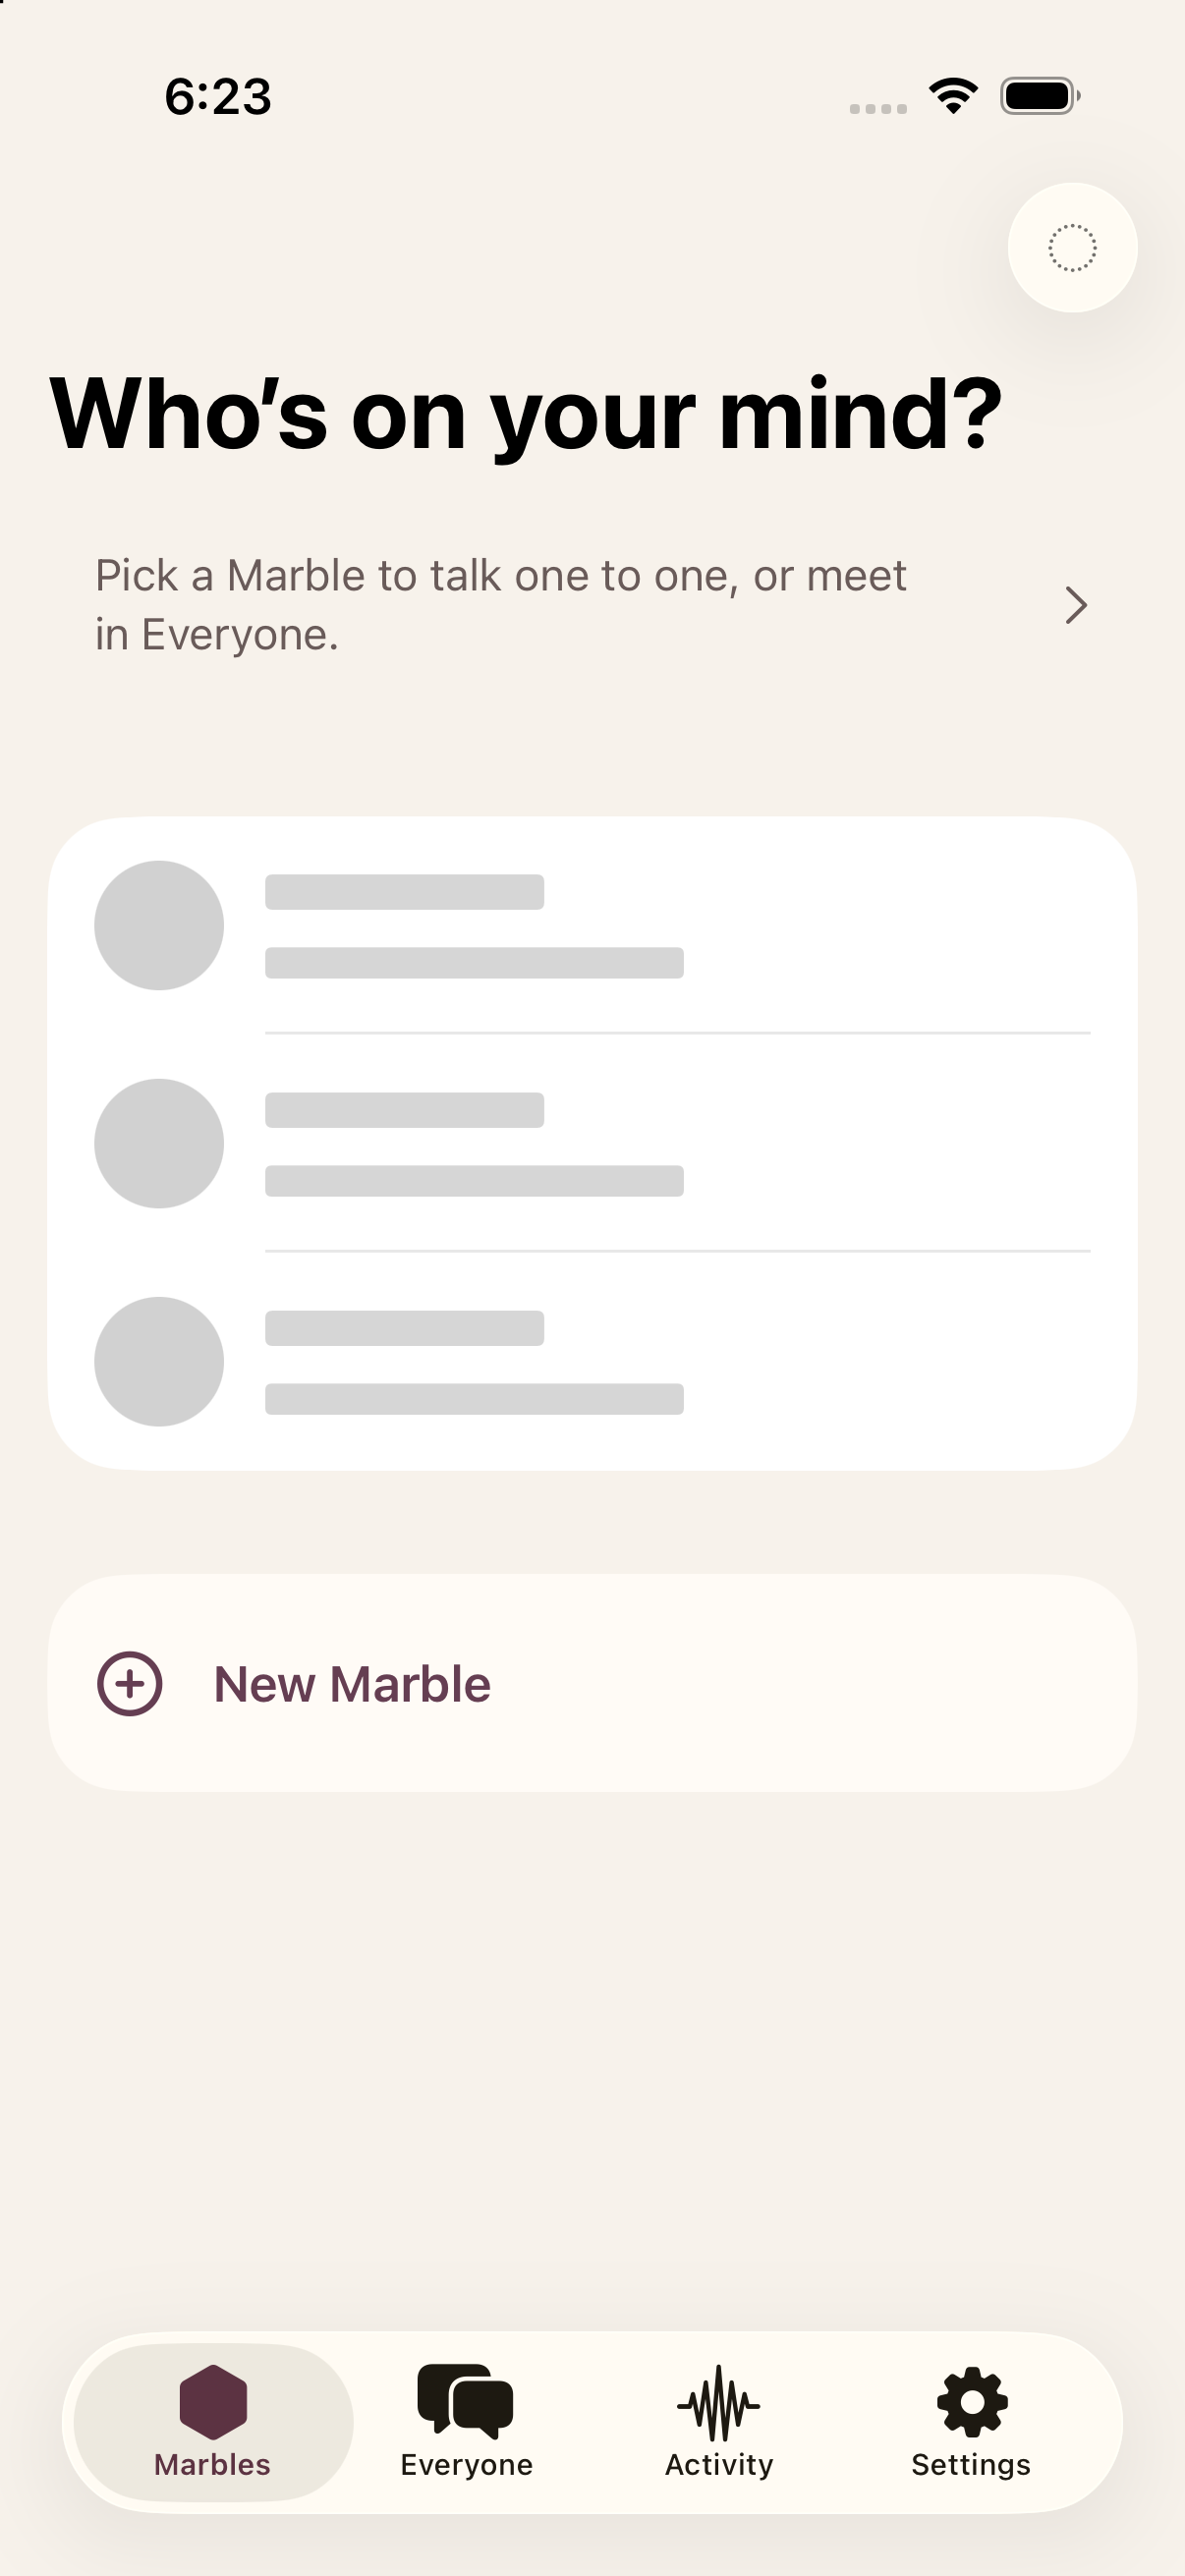 6:23
Who’s on your mind?
Pick a Marble to talk one to one, or meet
in Everyone.
New Marble
Marbles
Everyone
Activity
Settings